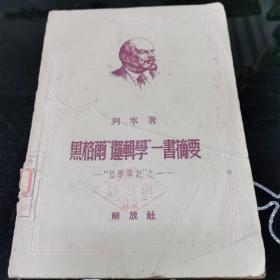 列寧著
黑格爾“邏輯學”一書摘要
—“哲學筆記”之一—
解放社